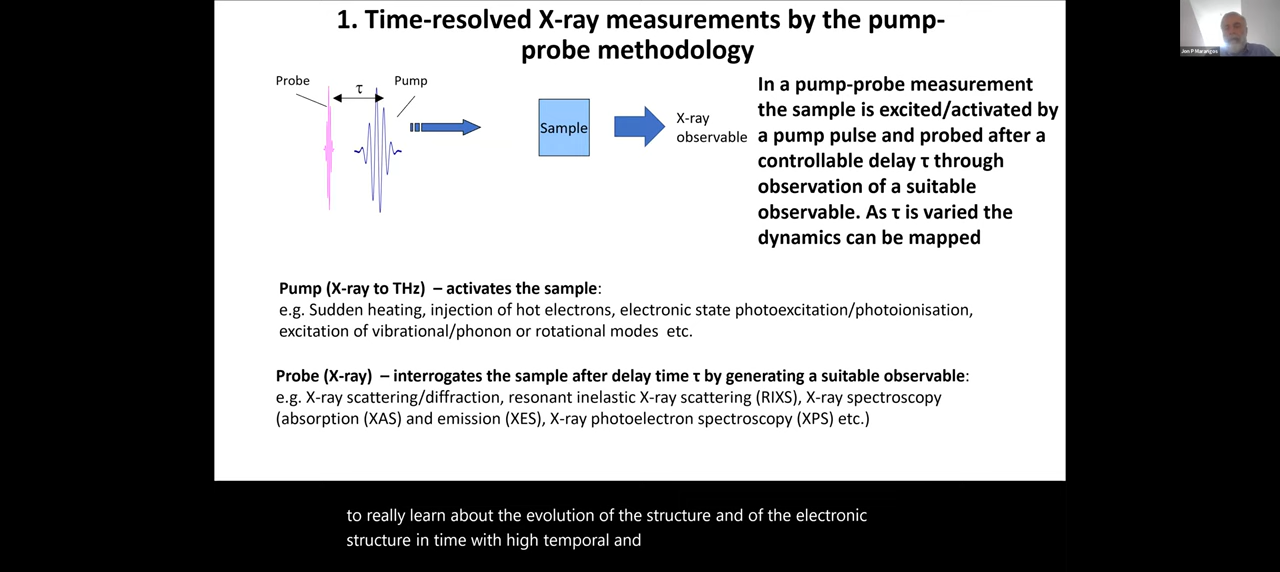 1. Time-resolved X-ray measurements by the pump-
probe methodology
Probe
τ
Pump
Sample
X-ray
observable
In a pump-probe measurement
the sample is excited/activated by
a pump pulse and probed after a
controllable delay τ through
observation of a suitable
observable. As τ is varied the
dynamics can be mapped
Pump (X-ray to THz) – activates the sample:
e.g. Sudden heating, injection of hot electrons, electronic state photoexcitation/photoionisation,
excitation of vibrational/phonon or rotational modes etc.
Probe (X-ray) – interrogates the sample after delay time τ by generating a suitable observable:
e.g. X-ray scattering/diffraction, resonant inelastic X-ray scattering (RIXS), X-ray spectroscopy
(absorption (XAS) and emission (XES), X-ray photoelectron spectroscopy (XPS) etc.)
Jon P Marangos
to really learn about the evolution of the structure and of the electronic
structure in time with high temporal and